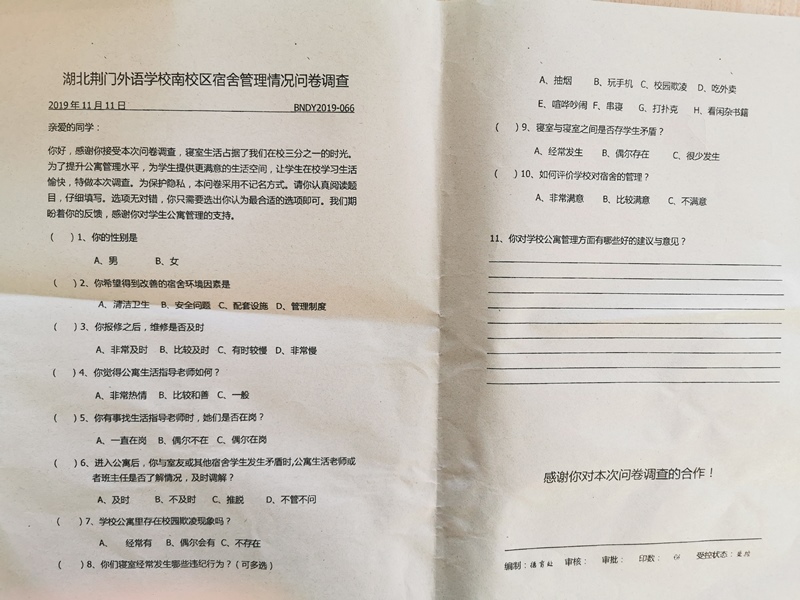 湖北荆门外语学校南校区宿舍管理情况问卷调查
2019年11月11日 BNDY2019-066
亲爱的同学：
你好，感谢你接受本次问卷调查，寝室生活占据了我们在校三分之一的时光。
为了提升公寓管理水平，为学生提供更满意的生活空间，让学生在校学习生活
愉快，特做本次调查。为保护隐私，本问卷采用不记名方式。请你认真阅读题
目，仔细填写。选项无对错，你只需要选出你认为最合适的选项即可。我们期
盼着你的反馈，感谢你对学生公寓管理的支持。
（ ）1、你的性别是
A、男 B、女
（ ）2、你希望得到改善的宿舍环境因素是
A、清洁卫生 B、安全问题 C、配套设施 D、管理制度
（ ）3、你报修之后，维修是否及时
A、非常及时 B、比较及时 C、有时较慢 D、非常慢
（ ）4、你觉得公寓生活指导老师如何？
A、非常热情 B、比较和善 C、一般
（ ）5、你有事找生活指导老师时，她们是否在岗？
A、一直在岗 B、偶尔不在 C、偶尔在岗
（ ）6、进入公寓后，你与室友或其他宿舍学生发生矛盾时,公寓生活老师或
者班主任是否了解情况，及时调解？
A、及时 B、不及时 C、推脱 D、不管不问
（ ）7、学校公寓里存在校园欺凌现象吗？
A、 经常有 B、偶尔会有 C、不存在
（ ）8、你们寝室经常发生哪些违纪行为？（可多选）
A、抽烟 B、玩手机 C、校园欺凌 D、吃外卖
E、喧哗吵闹 F、串寝 G、打扑克 H、看闲杂书籍
（ ）9、寝室与寝室之间是否存学生矛盾？
A、经常发生 B、偶尔存在 C、很少发生
（ ）10、如何评价学校对宿舍的管理？
A、非常满意 B、比较满意 C、不满意
11、你对学校公寓管理方面有哪些好的建议与意见？
感谢你对本次问卷调查的合作！
编制：德育处 审核： 审批： 印数： 受控状态：